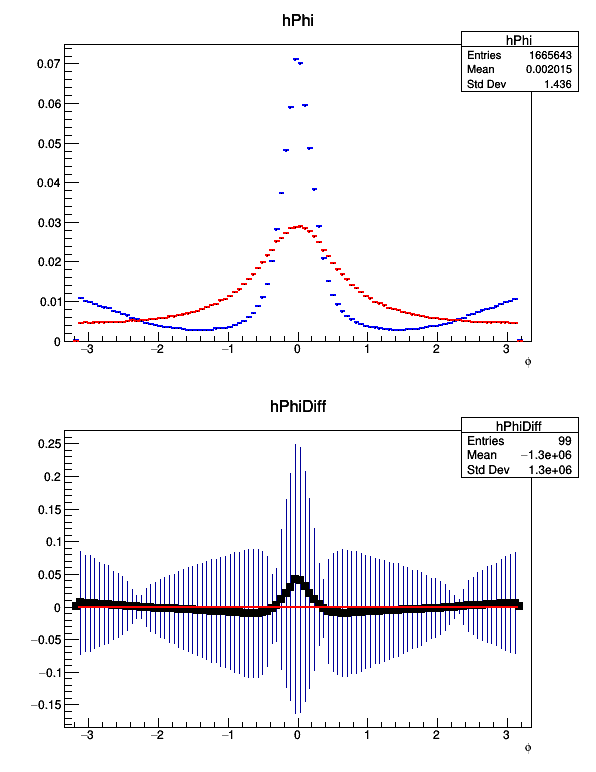 hPhi
hPhi
Entries 1665643
Mean 0.002015
Std Dev 1.436
0.07
0.06
0.05
0.04
0.03
0.02
0.01
0
−3 −2 −1 0 1 2 3
ϕ
hPhiDiff
hPhiDiff
Entries 99
Mean −1.3e+06
Std Dev 1.3e+06
0.25
0.2
0.15
0.1
0.05
0
−0.05
−0.1
−0.15
−3 −2 −1 0 1 2 3
ϕ